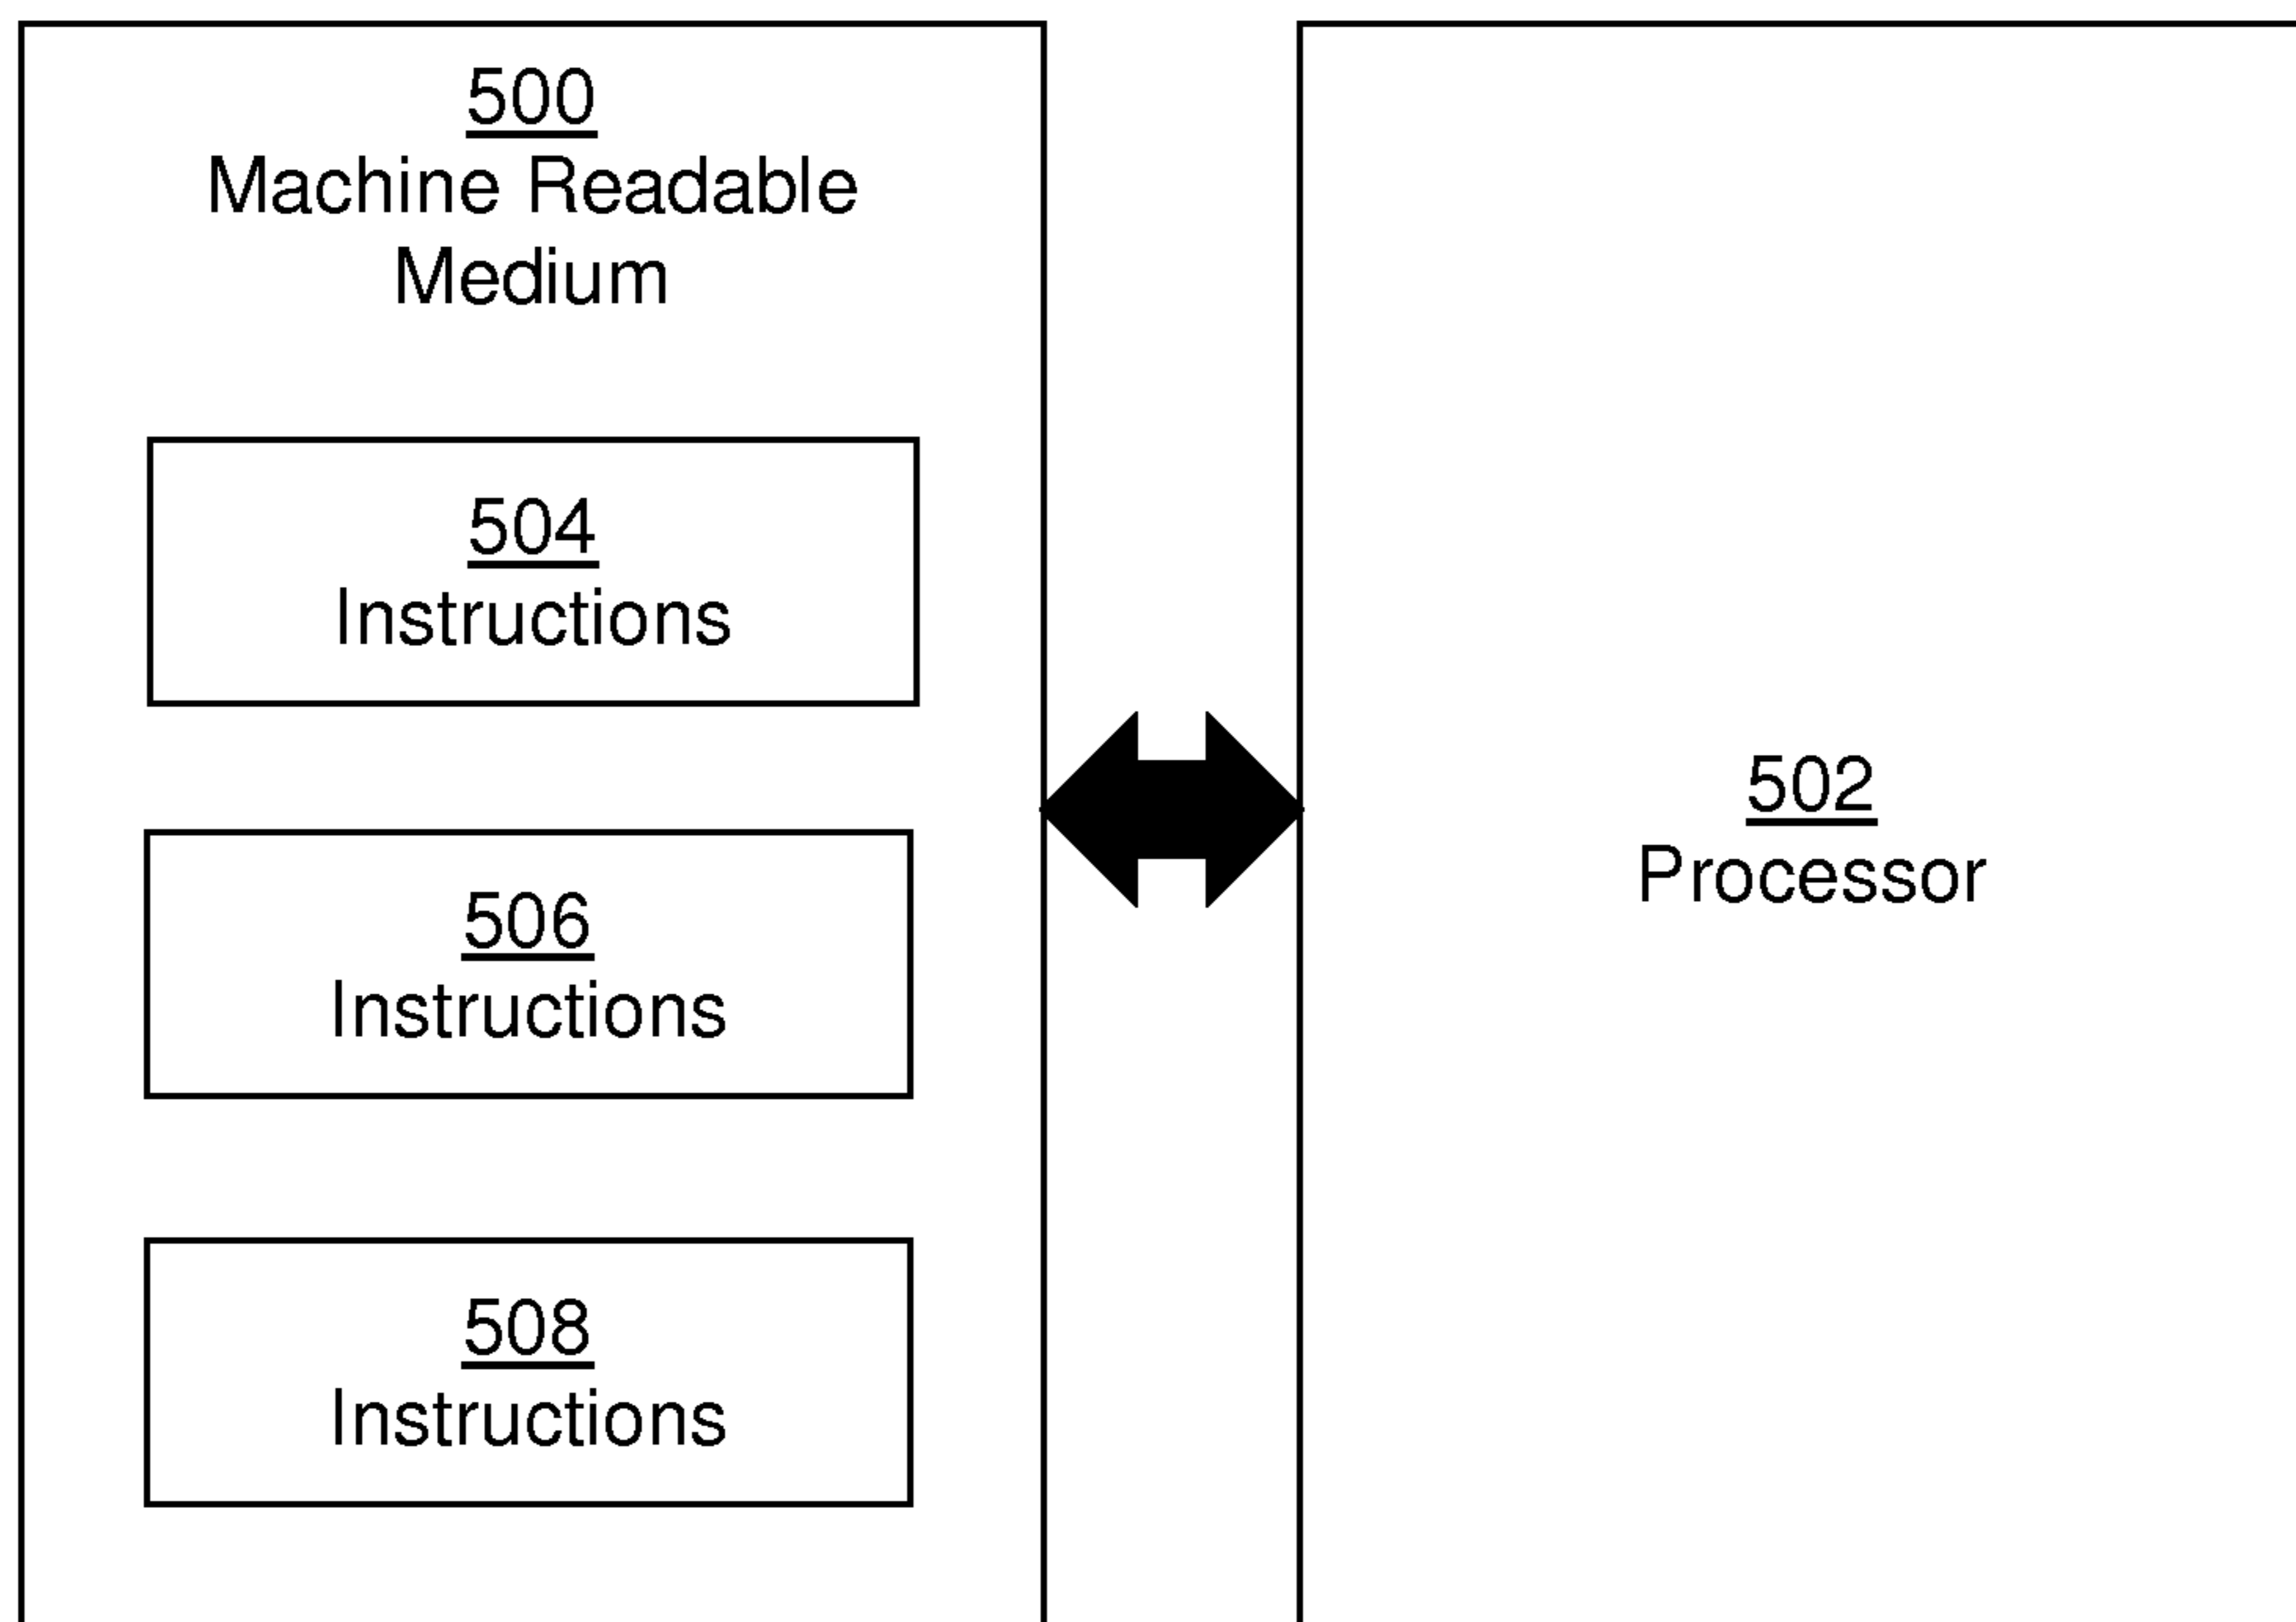 500
Machine Readable
Medium
504
Instructions
506
Instructions
508
Instructions
502
Processor